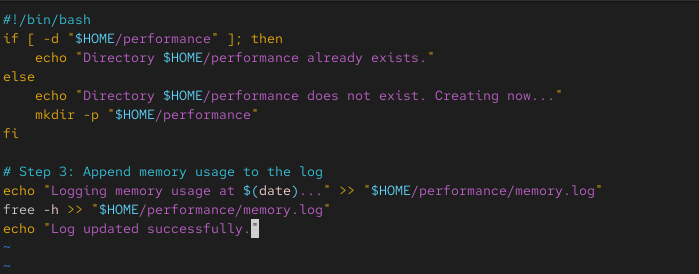 #!/bin/bash
if [ -d "$HOME/performance" ]; then
    echo "Directory $HOME/performance already exists."
else
    echo "Directory $HOME/performance does not exist. Creating now..."
    mkdir -p "$HOME/performance"
fi

# Step 3: Append memory usage to the log
echo "Logging memory usage at $(date)..." >> "$HOME/performance/memory.log"
free -h >> "$HOME/performance/memory.log"
echo "Log updated successfully."
~
~